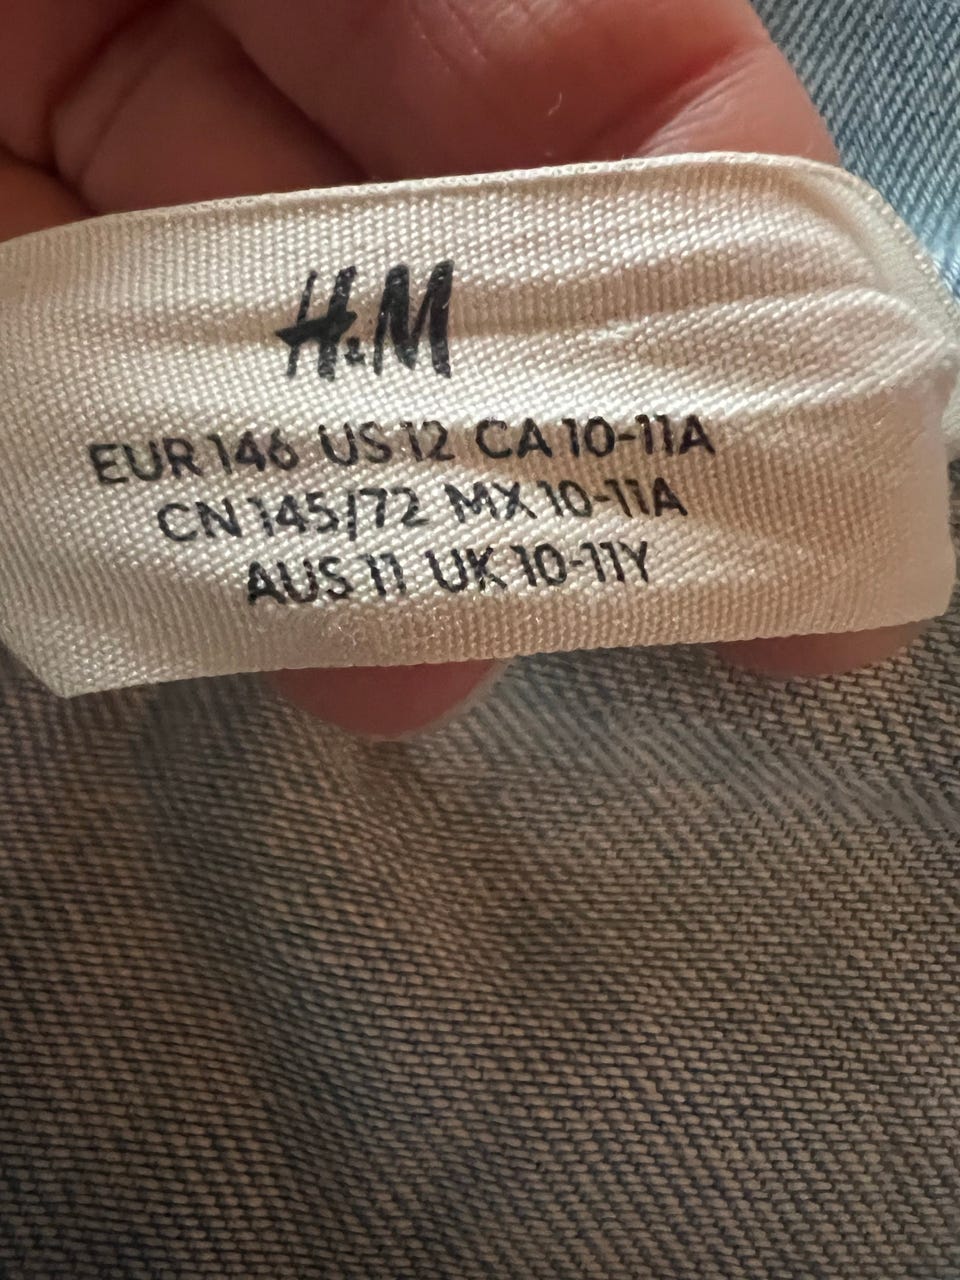 H&M
EUR 146 US 12 CA 10-11A
CN 145/72 MX 10-11A
AUS 11 UK 10-11Y